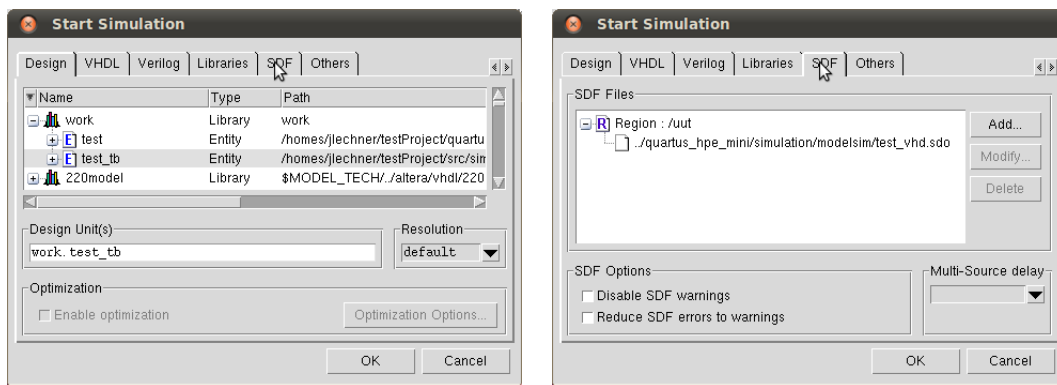 Start Simulation
Design VHDL Verilog Libraries SDF Others
Name Type Path
work Library work
test Entity /homes/jlechner/testProject/quartu
test_tb Entity /homes/jlechner/testProject/src/sim
220model Library $MODEL_TECH/../altera/vhdl/220
Design Unit(s)
work.test_tb
Resolution
default
Optimization
Enable optimization
Optimization Options...
OK Cancel
Start Simulation
Design VHDL Verilog Libraries SDF Others
SDF Files
Region : /uut
../quartus_hpe_mini/simulation/modelsim/test_vhd.sdo
Add...
Modify...
Delete
SDF Options
Disable SDF warnings
Reduce SDF errors to warnings
Multi-Source delay
OK Cancel